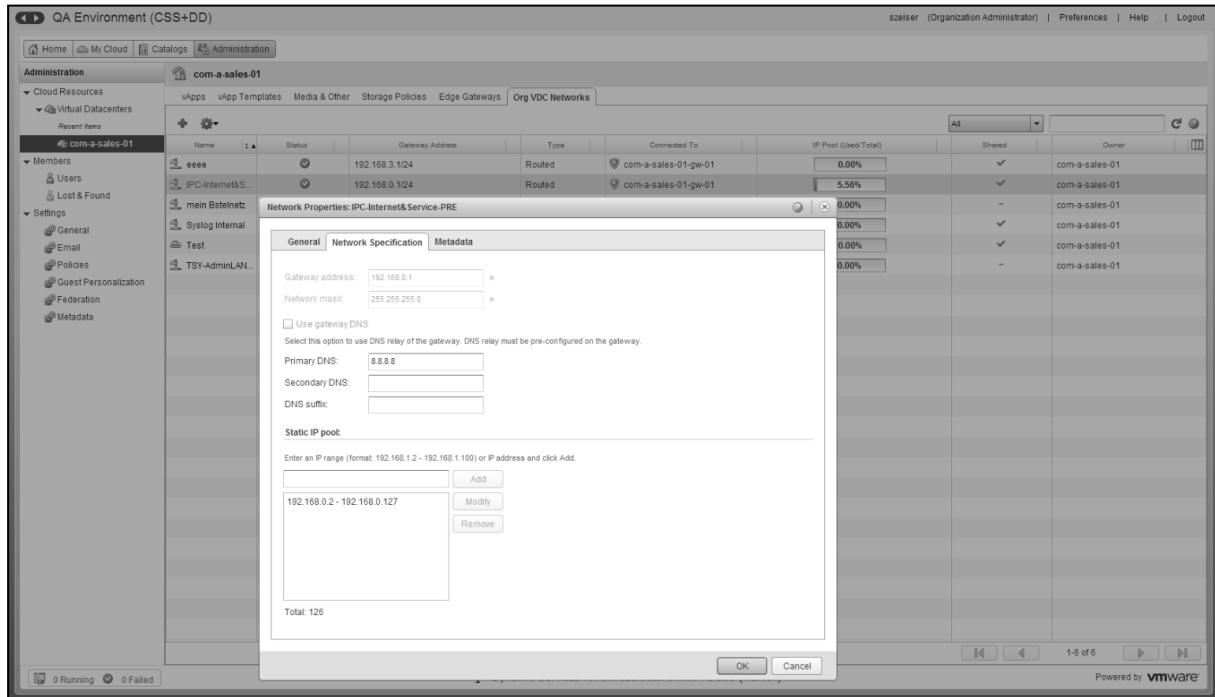 QA Environment (CSS+DD)
szeiser (Organization Administrator) | Preferences | Help | Logout
Home My Cloud Catalogs Administration
Administration
com-a-sales-01
Cloud Resources
Virtual Datacenters
Recent Items
com-a-sales-01
Members
Users
Lost & Found
Settings
General
Email
Policies
Guest Personalization
Federation
Metadata
vApps vApp Templates Media & Other Storage Policies Edge Gateways Org VDC Networks
All
Name 1 Status Gateway Address Type Connected To IP Pool (Used/Total) Shared Owner
eeee 192.168.3.1/24 Routed com-a-sales-01-gw-01 0.00% com-a-sales-01
IPC-Internet&S... 192.168.0.1/24 Routed com-a-sales-01-gw-01 5.56% com-a-sales-01
mein Bstelnetz 0.00% - com-a-sales-01
Syslog Internal 0.00% com-a-sales-01
Test 0.00% com-a-sales-01
TSY-AdminLAN... 0.00% - com-a-sales-01
Network Properties: IPC-Internet&Service-PRE
General Network Specification Metadata
Gateway address: 192.168.0.1
Network mask: 255.255.255.0
Use gateway DNS
Select this option to use DNS relay of the gateway. DNS relay must be pre-configured on the gateway.
Primary DNS: 8.8.8.8
Secondary DNS:
DNS suffix:
Static IP pool:
Enter an IP range (format: 192.168.1.2 - 192.168.1.100) or IP address and click Add.
Add
192.168.0.2 - 192.168.0.127
Modify
Remove
Total: 126
OK Cancel
1-6 of 6
0 Running 0 Failed
Powered by vmware